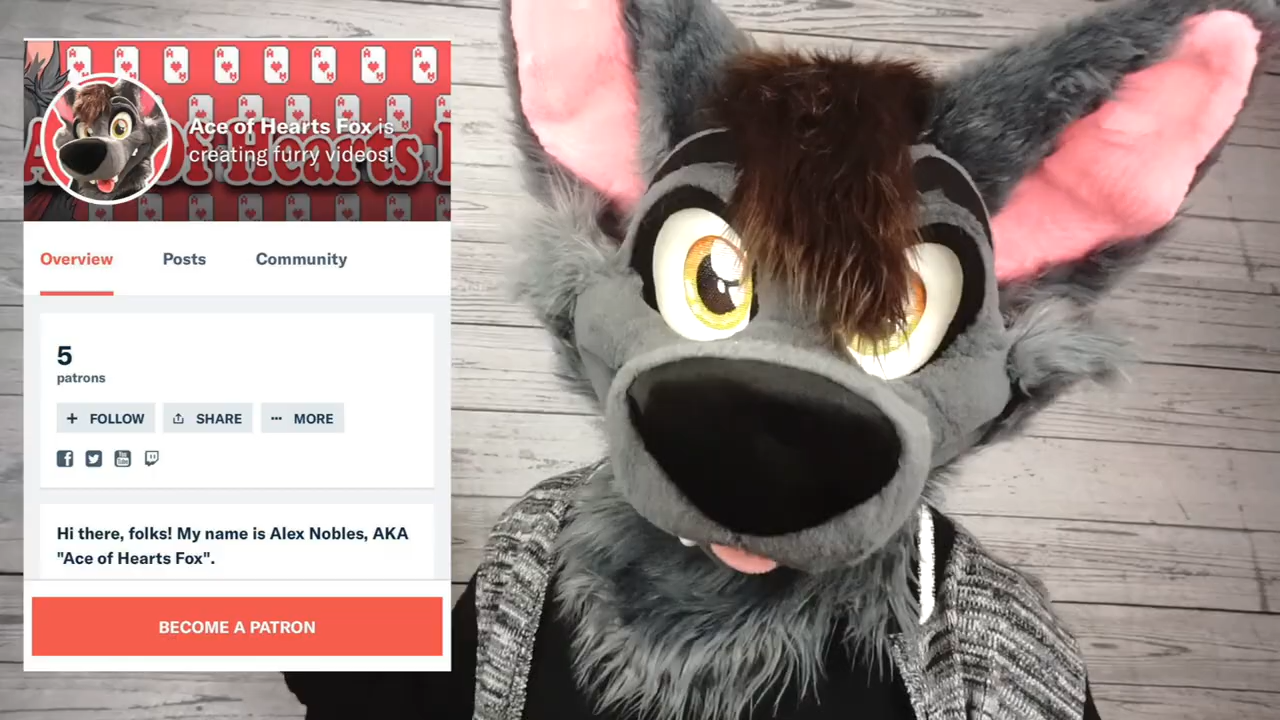 Ace of Hearts Fox is
creating furry videos!
Overview
Posts
Community
5
patrons
+ FOLLOW
SHARE
··· MORE
Hi there, folks! My name is Alex Nobles, AKA
"Ace of Hearts Fox".
BECOME A PATRON